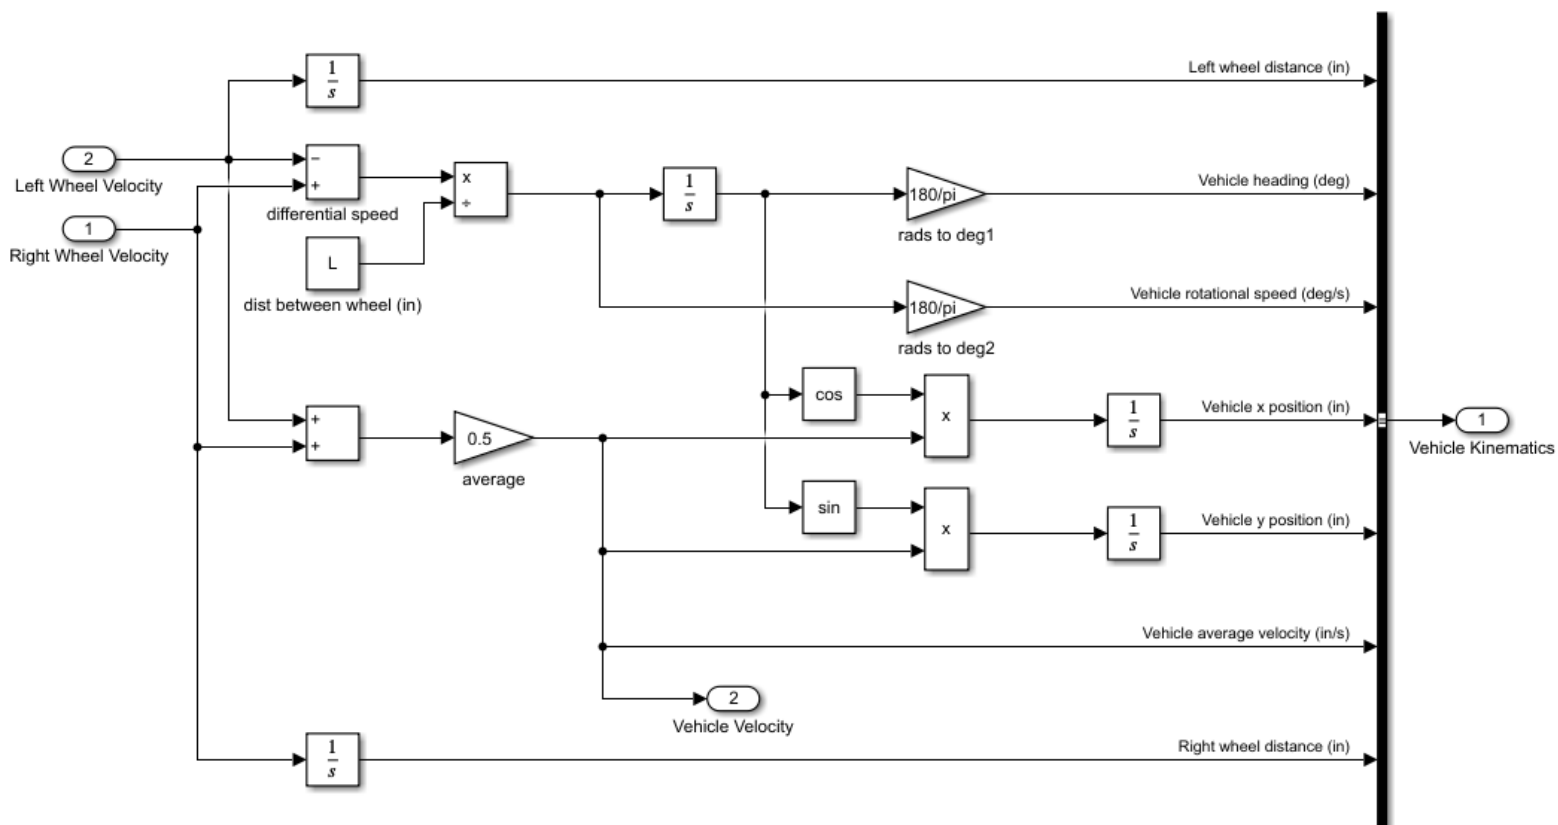 1
s
Left wheel distance (in)
2
Left Wheel Velocity
−
+
differential speed
x
÷
1
s
180/pi
rads to deg1
Vehicle heading (deg)
1
Right Wheel Velocity
L
dist between wheel (in)
180/pi
rads to deg2
Vehicle rotational speed (deg/s)
cos
x
1
s
Vehicle x position (in)
1
Vehicle Kinematics
+
+
0.5
average
sin
x
1
s
Vehicle y position (in)
Vehicle average velocity (in/s)
2
Vehicle Velocity
1
s
Right wheel distance (in)